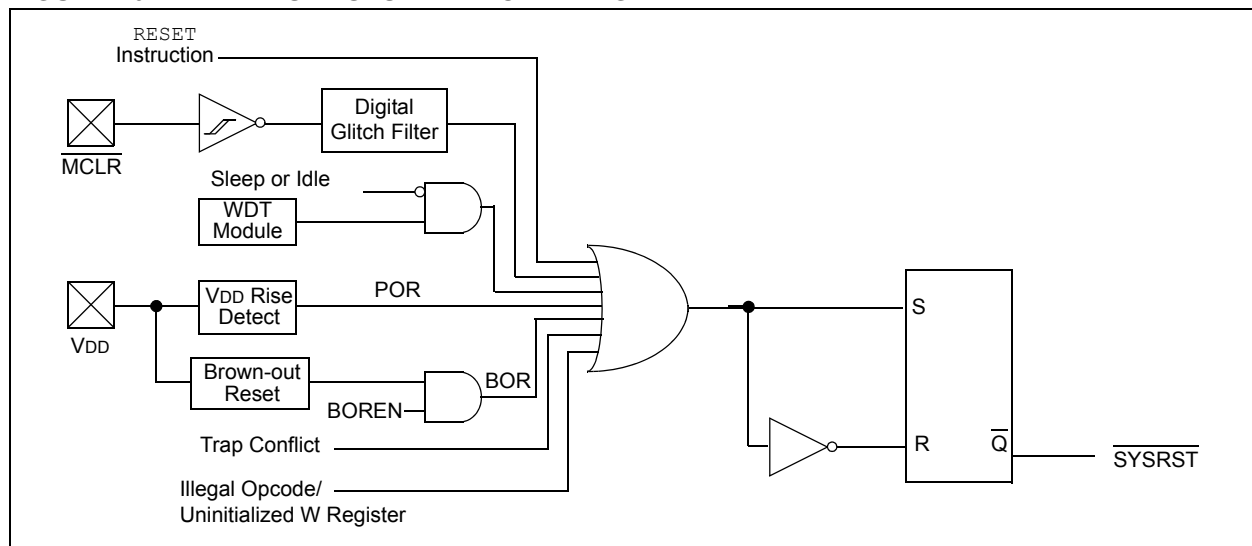 RESET
Instruction
Digital
Glitch Filter
MCLR
Sleep or Idle
WDT
Module
VDD Rise
Detect
POR
VDD
Brown-out
Reset
BOR
BOREN
Trap Conflict
Illegal Opcode/
Uninitialized W Register
S
R
Q
SYSRST